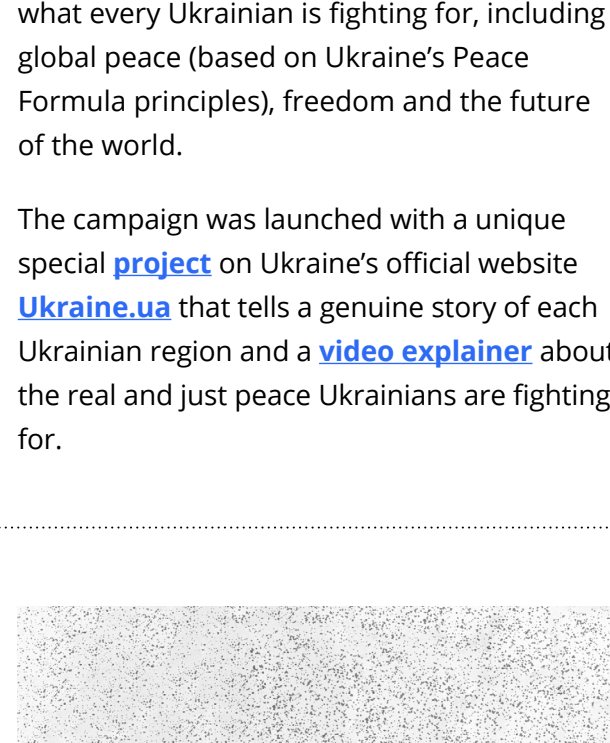 what every Ukrainian is fighting for, including
global peace (based on Ukraine’s Peace
Formula principles), freedom and the future
of the world.
The campaign was launched with a unique
special project on Ukraine’s official website
Ukraine.ua that tells a genuine story of each
Ukrainian region and a video explainer about
the real and just peace Ukrainians are fighting
for.